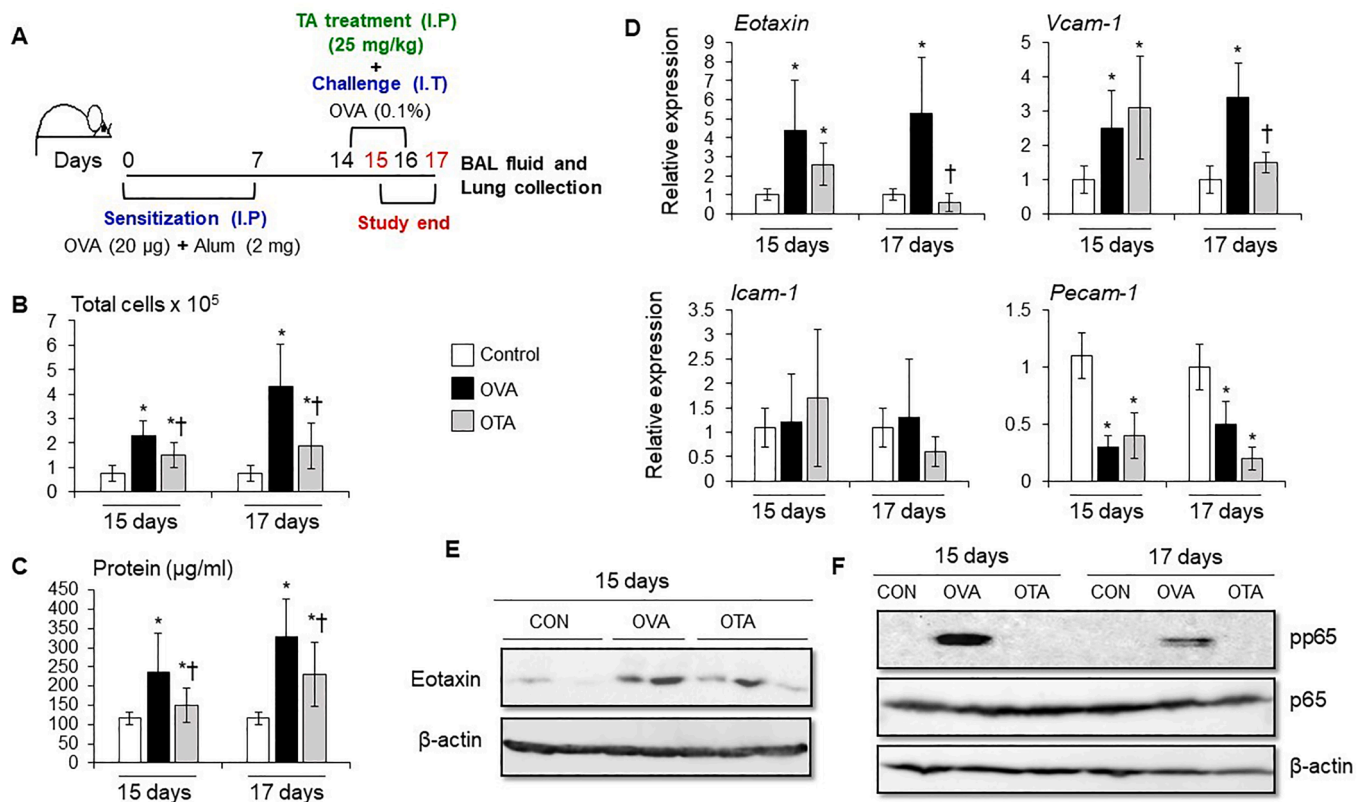 A
TA treatment (I.P)
(25 mg/kg)
+
Challenge (I.T)
OVA (0.1%)
Days 0 7 14 15 16 17 BAL fluid and
Lung collection
Sensitization (I.P) Study end
OVA (20 µg) + Alum (2 mg)
B
Total cells x 10⁵
7
6
5
4
3
2
1
0
* *† * *†
15 days 17 days
Control
OVA
OTA
C
Protein (µg/ml)
450
400
350
300
250
200
150
100
50
0
* *† * *†
15 days 17 days
D
Eotaxin
Relative expression
9
8
7
6
5
4
3
2
1
0
* * * †
15 days 17 days
Vcam-1
5
4
3
2
1
0
* * * †
15 days 17 days
Icam-1
Relative expression
3.5
3
2.5
2
1.5
1
0.5
0
15 days 17 days
Pecam-1
1.5
1
0.5
0
* * * *
15 days 17 days
E
15 days
CON OVA OTA
Eotaxin
β-actin
F
15 days 17 days
CON OVA OTA CON OVA OTA
pp65
p65
β-actin